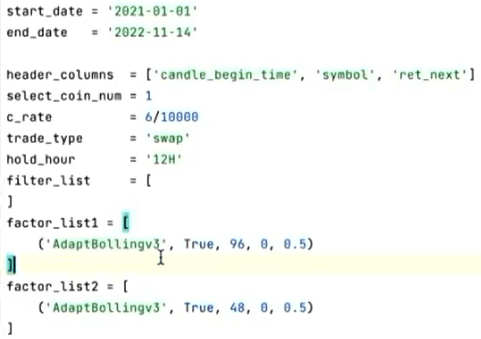 start_date = '2021-01-01'
end_date   = '2022-11-14'
header_columns  = ['candle_begin_time', 'symbol', 'ret_next']
select_coin_num = 1
c_rate          = 6/10000
trade_type      = 'swap'
hold_hour       = '12H'
filter_list     = [
]
factor_list1 = [
    ('AdaptBollingv3', True, 96, 0, 0.5)
]
factor_list2 = [
    ('AdaptBollingv3', True, 48, 0, 0.5)
]